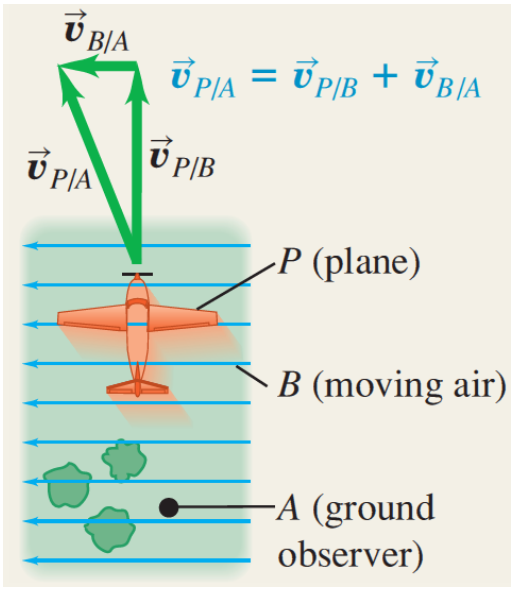 v⃗B/A
v⃗P/A = v⃗P/B + v⃗B/A
v⃗P/A
v⃗P/B
P (plane)
B (moving air)
A (ground
observer)